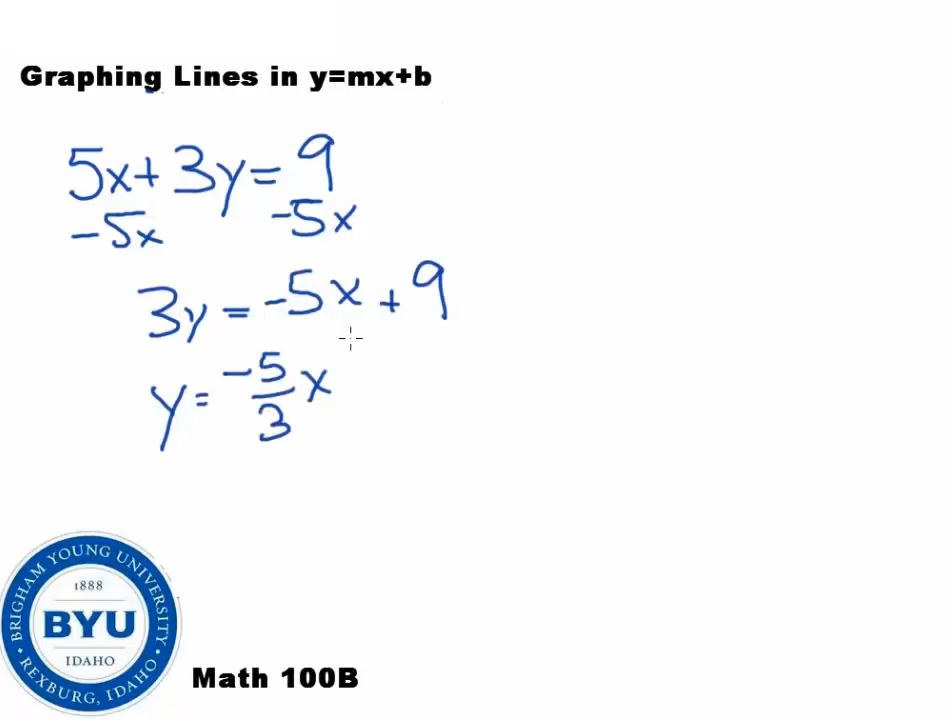 Graphing Lines in y=mx+b
5x+3y=9
-5x -5x
3y=-5x+9
y=-5/3x
BRIGHAM YOUNG UNIVERSITY
1888
BYU
IDAHO
REXBURG, IDAHO
Math 100B